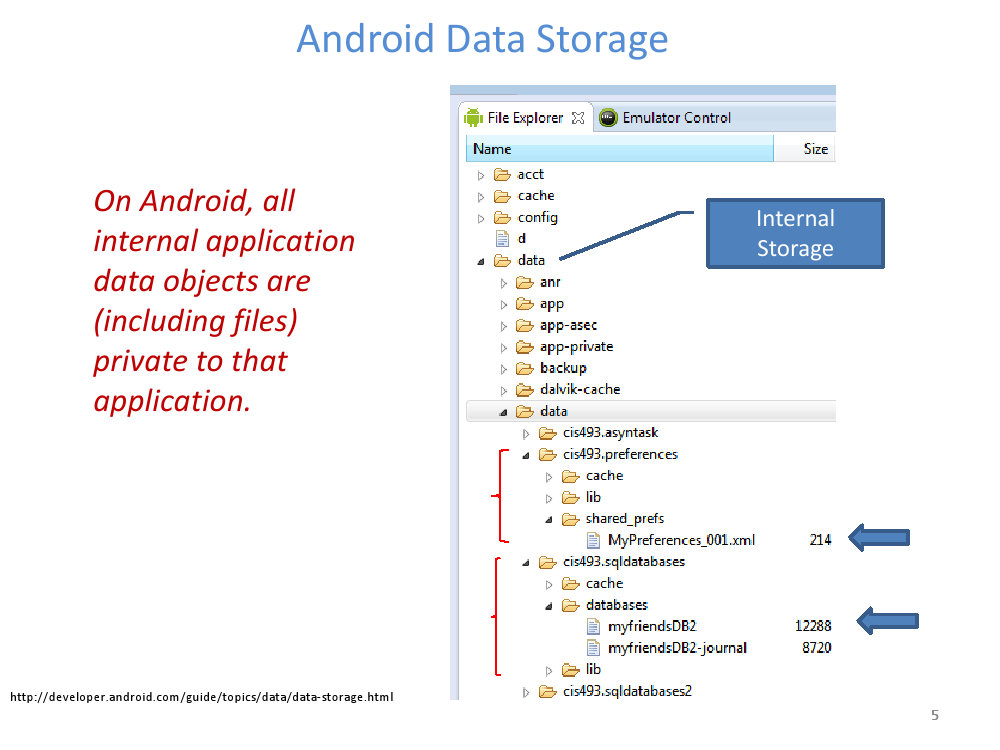 Android Data Storage
On Android, all
internal application
data objects are
(including files)
private to that
application.
File Explorer
Emulator Control
Name Size
acct
cache
config
d
data
Internal
Storage
anr
app
app-asec
app-private
backup
dalvik-cache
data
cis493.asyntask
cis493.preferences
cache
lib
shared_prefs
MyPreferences_001.xml 214
cis493.sqldatabases
cache
databases
myfriendsDB2 12288
myfriendsDB2-journal 8720
lib
cis493.sqldatabases2
http://developer.android.com/guide/topics/data/data-storage.html
5